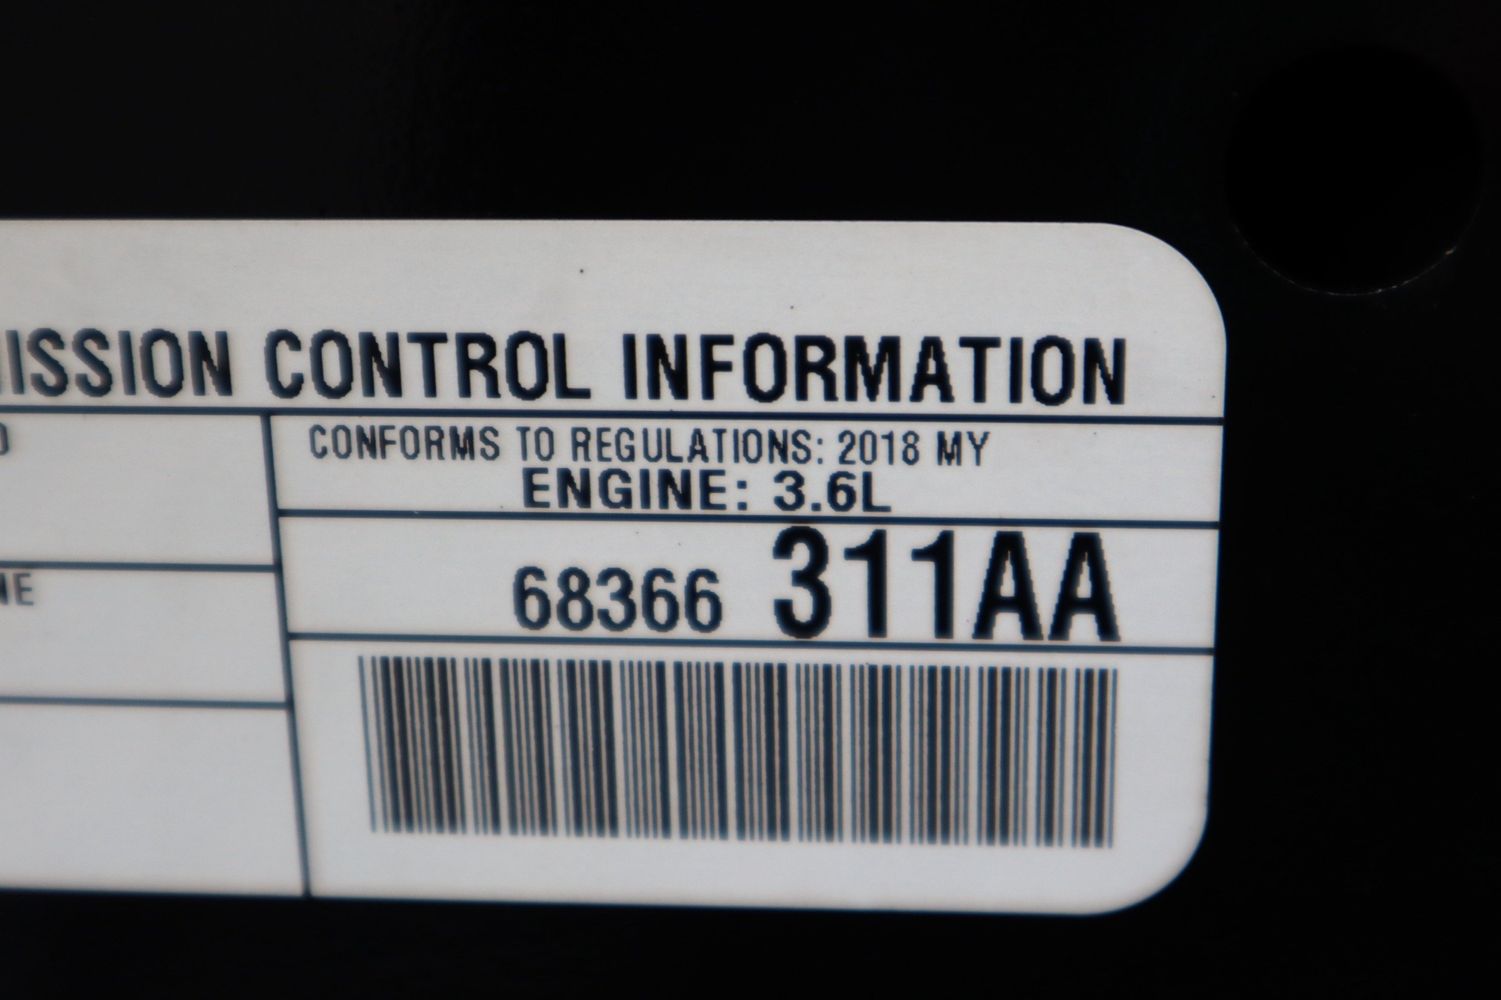 ISSION CONTROL INFORMATION
CONFORMS TO REGULATIONS: 2018 MY
ENGINE: 3.6L
68366 311AA